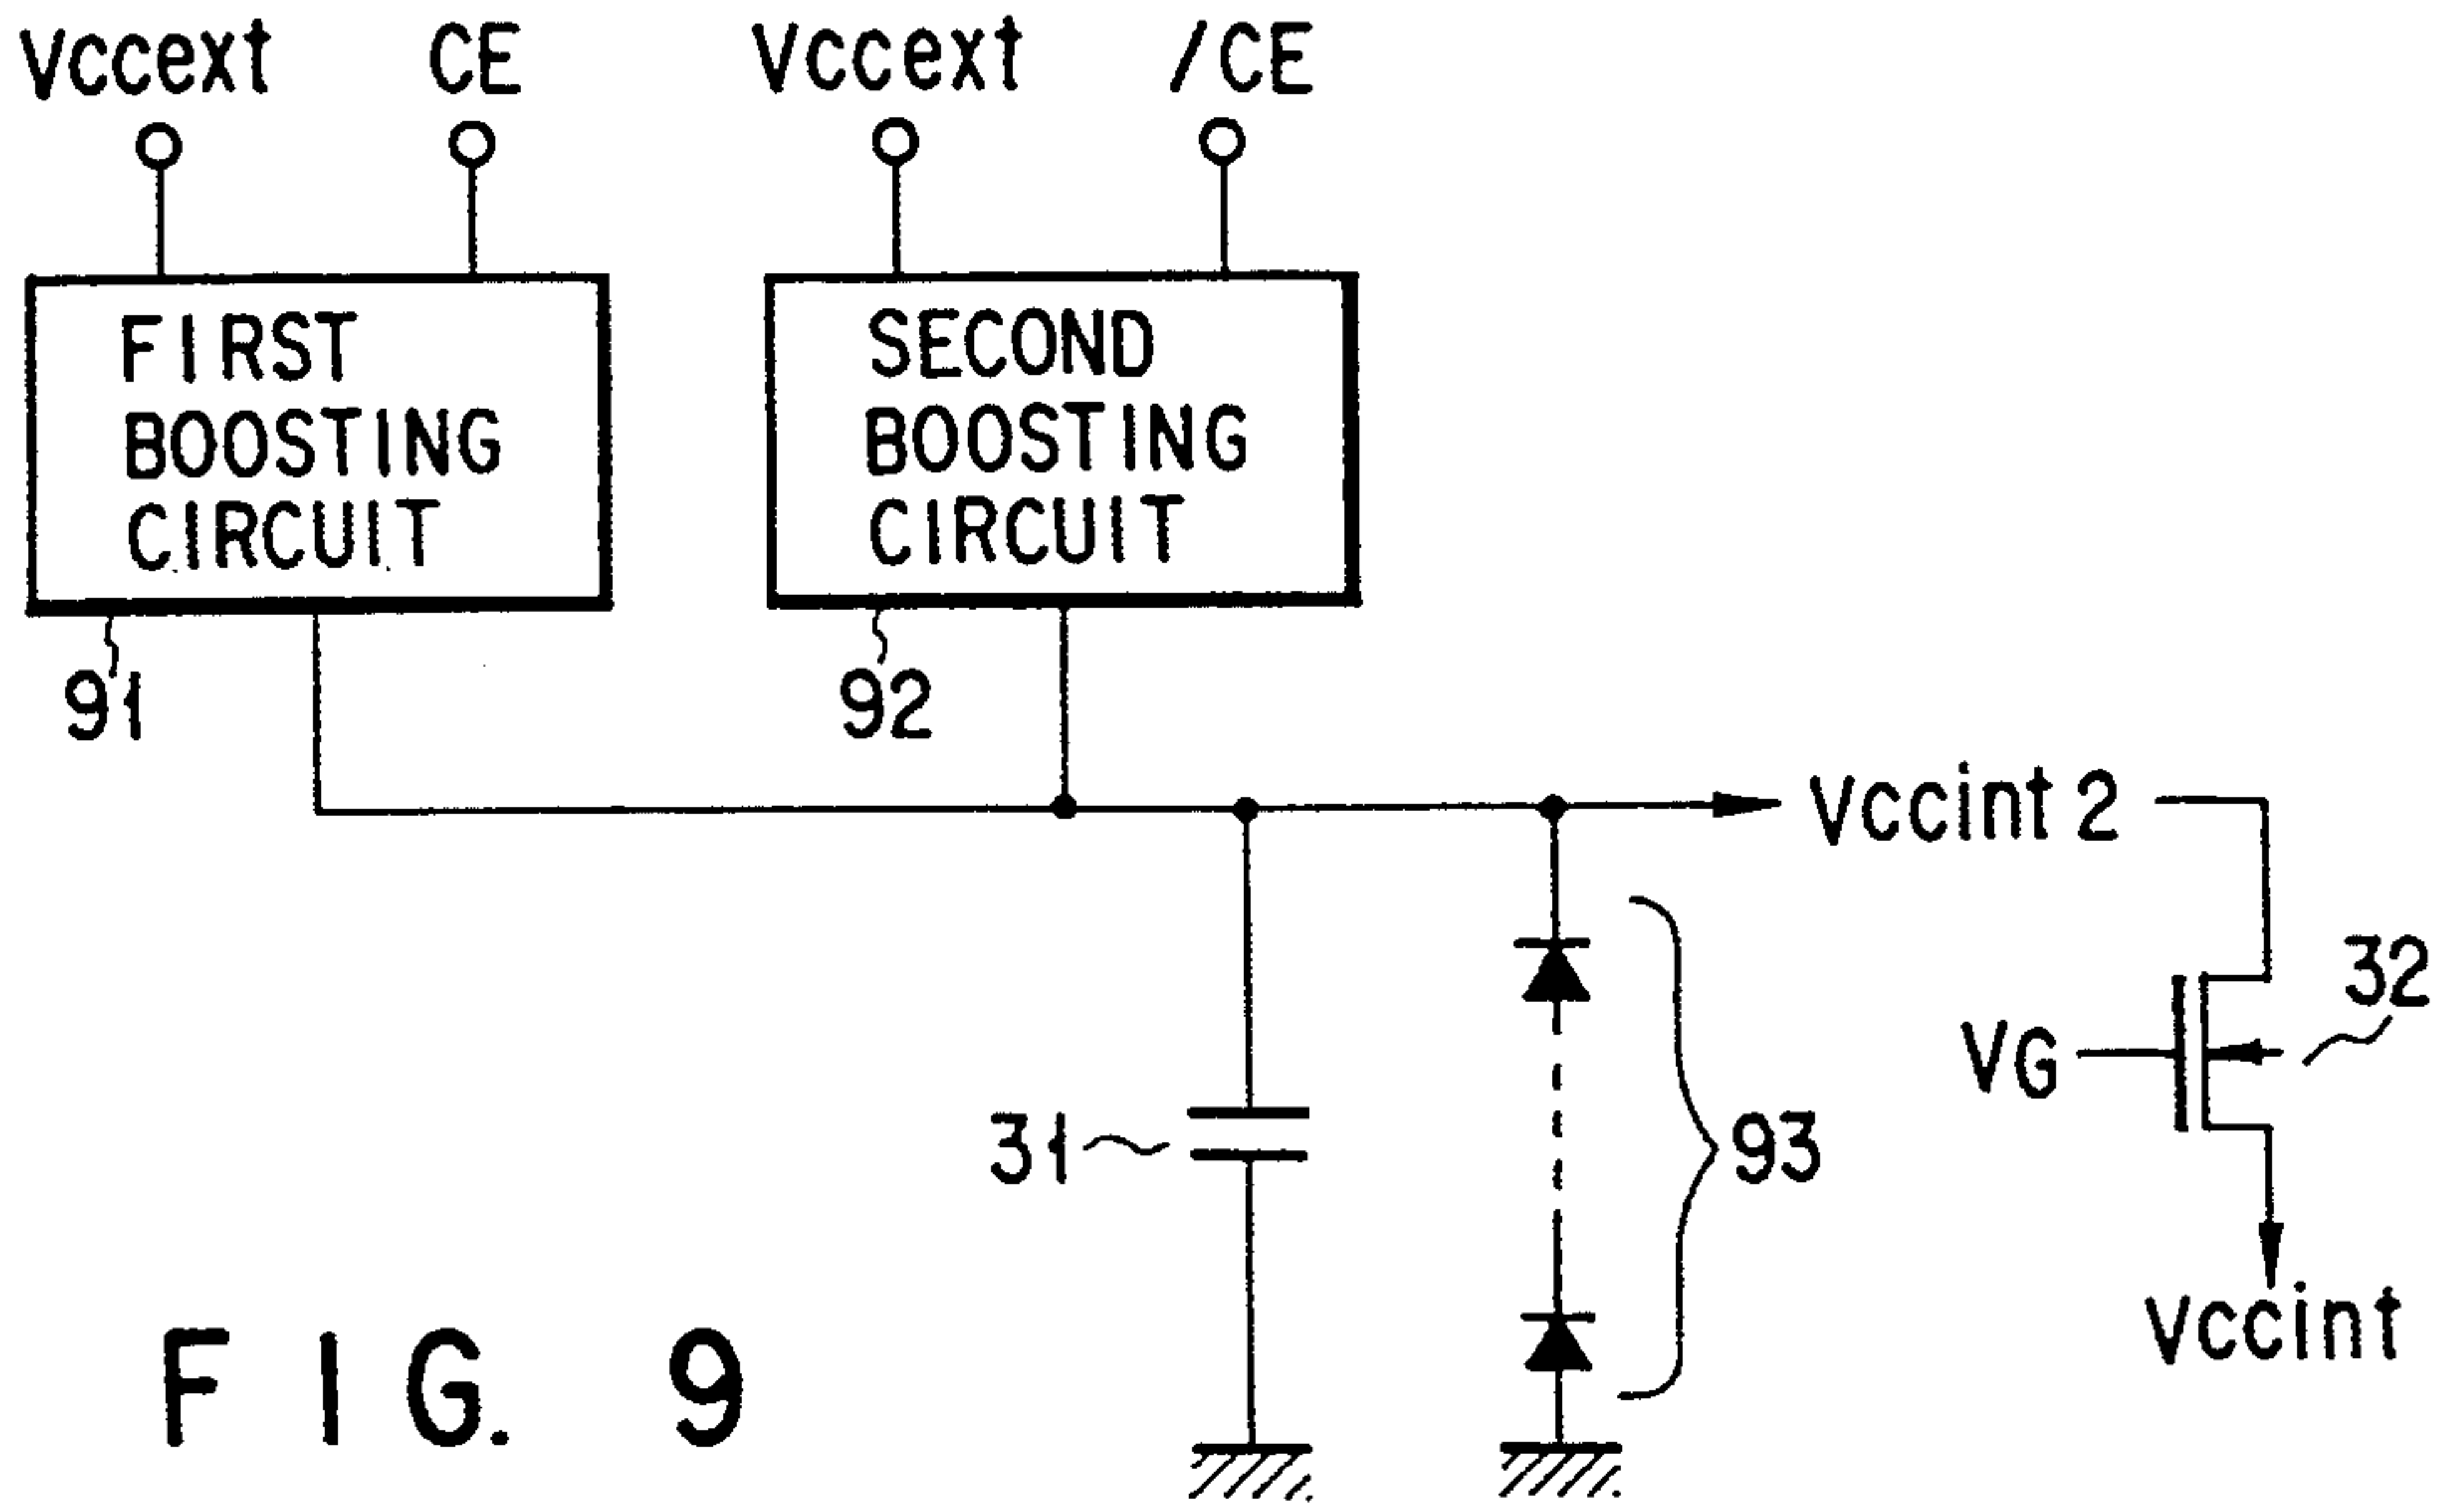 Vccext CE Vccext /CE
FIRST
BOOSTING
CIRCUIT
SECOND
BOOSTING
CIRCUIT
91
92
Vccint 2
32
VG
31
93
Vccint
FIG. 9